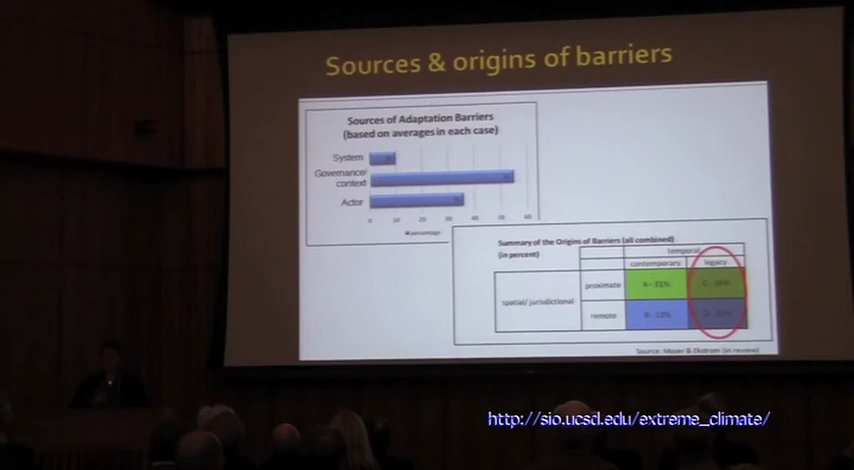 Sources & origins of barriers
Sources of Adaptation Barriers
(based on averages in each case)
System
Governance/
context
Actor
0 10 20 30 40 50 60
percentage
Summary of the Origins of Barriers (all combined)
(in percent)
temporal
contemporary legacy
spatial/jurisdictional
proximate A - 31%
remote B - 12%
Source: Moser & Ekstrom (in review)
http://sio.ucsd.edu/extreme_climate/